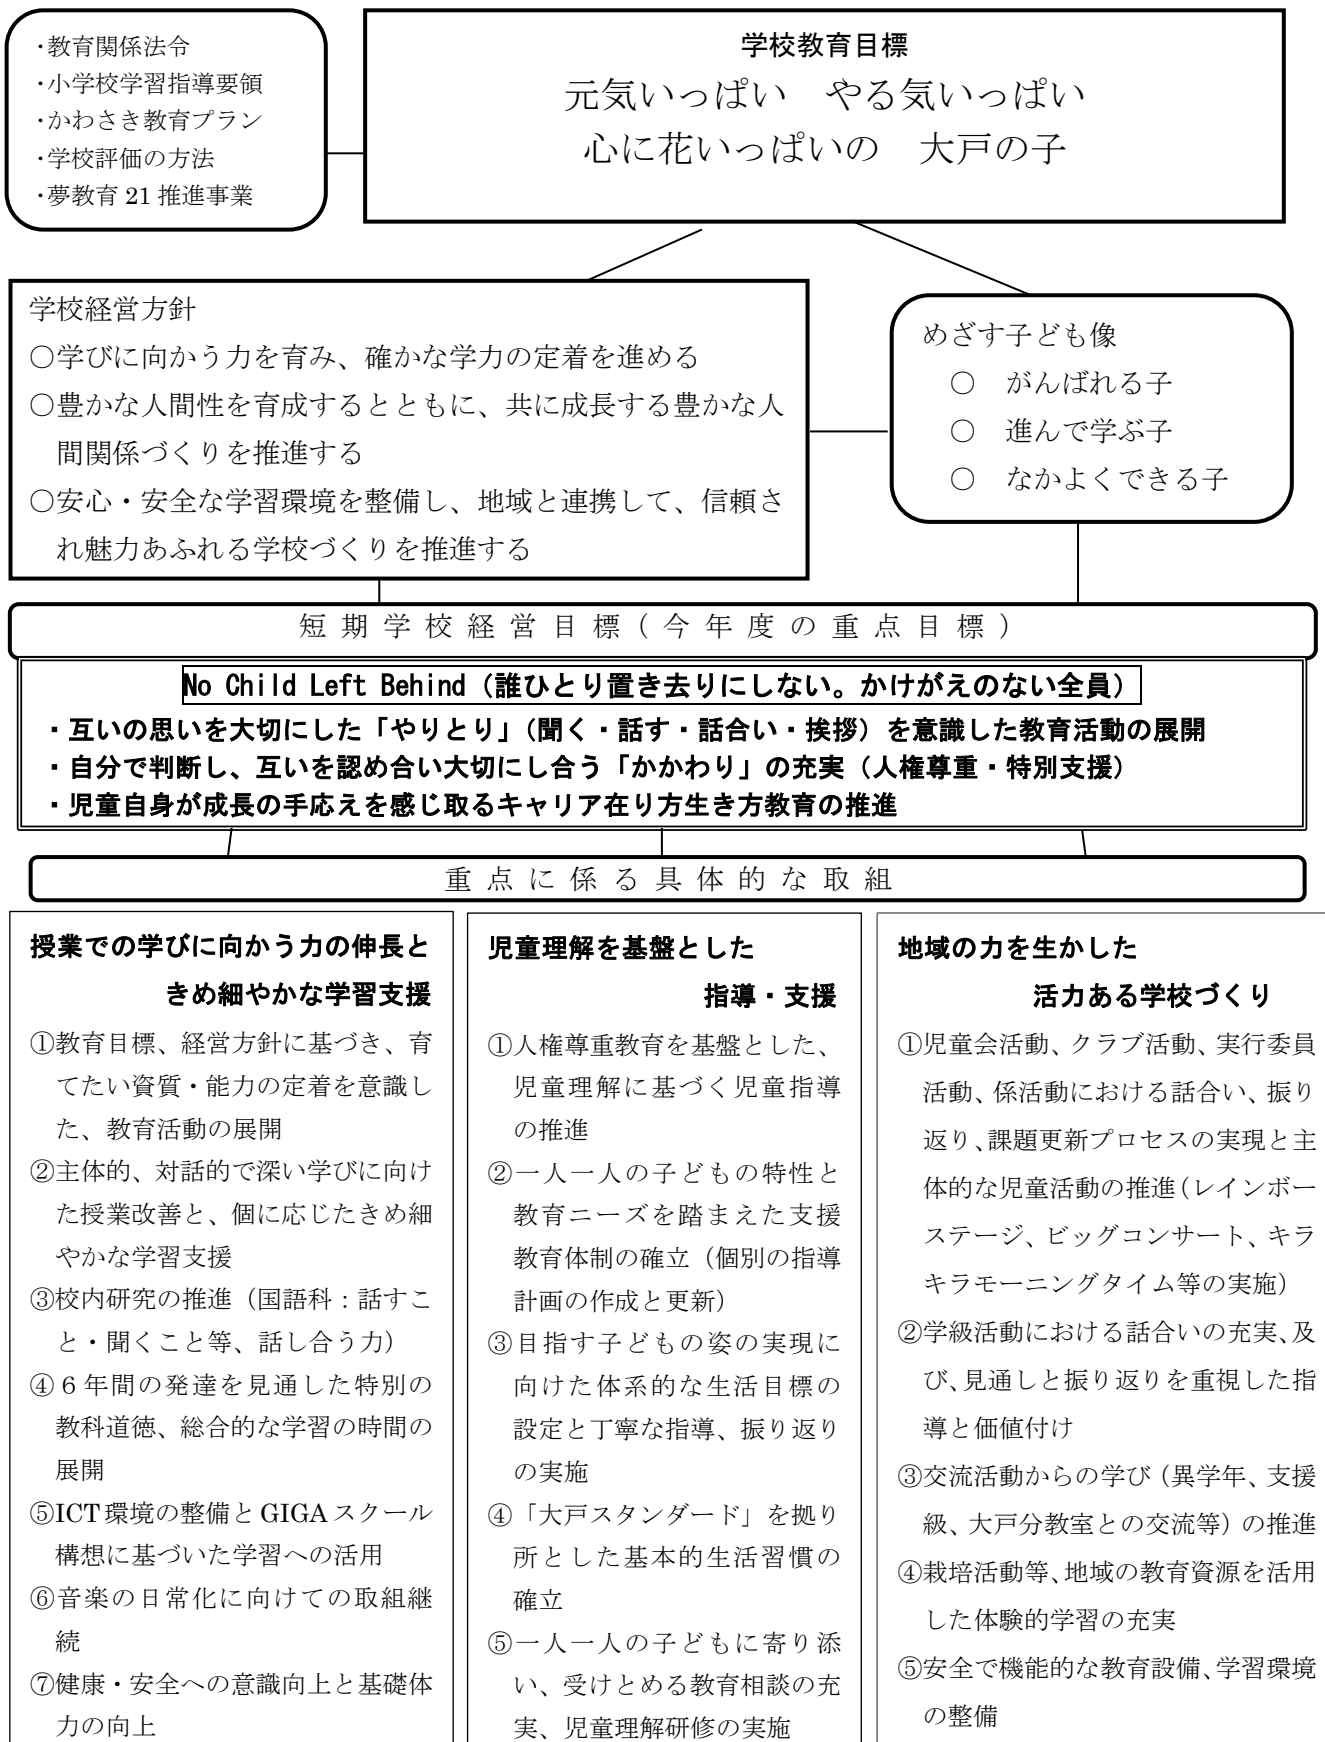 ・教育関係法令
・小学校学習指導要領
・かわさき教育プラン
・学校評価の方法
・夢教育 21 推進事業
学校教育目標
元気いっぱい　やる気いっぱい
心に花いっぱいの　大戸の子
学校経営方針
○学びに向かう力を育み、確かな学力の定着を進める
○豊かな人間性を育成するとともに、共に成長する豊かな人
間関係づくりを推進する
○安心・安全な学習環境を整備し、地域と連携して、信頼さ
れ魅力あふれる学校づくりを推進する
めざす子ども像
○　がんばれる子
○　進んで学ぶ子
○　なかよくできる子
短期学校経営目標(今年度の重点目標)
No Child Left Behind（誰ひとり置き去りにしない。かけがえのない全員）
・互いの思いを大切にした「やりとり」（聞く・話す・話合い・挨拶）を意識した教育活動の展開
・自分で判断し、互いを認め合い大切にし合う「かかわり」の充実（人権尊重・特別支援）
・児童自身が成長の手応えを感じ取るキャリア在り方生き方教育の推進
重点に係る具体的な取組
授業での学びに向かう力の伸長と
きめ細やかな学習支援
①教育目標、経営方針に基づき、育
てたい資質・能力の定着を意識し
た、教育活動の展開
②主体的、対話的で深い学びに向け
た授業改善と、個に応じたきめ細
やかな学習支援
③校内研究の推進（国語科：話すこ
と・聞くこと等、話し合う力）
④６年間の発達を見通した特別の
教科道徳、総合的な学習の時間の
展開
⑤ICT 環境の整備と GIGA スクール
構想に基づいた学習への活用
⑥音楽の日常化に向けての取組継
続
⑦健康・安全への意識向上と基礎体
力の向上
児童理解を基盤とした
指導・支援
①人権尊重教育を基盤とした、
児童理解に基づく児童指導
の推進
②一人一人の子どもの特性と
教育ニーズを踏まえた支援
教育体制の確立（個別の指導
計画の作成と更新）
③目指す子どもの姿の実現に
向けた体系的な生活目標の
設定と丁寧な指導、振り返り
の実施
④「大戸スタンダード」を拠り
所とした基本的生活習慣の
確立
⑤一人一人の子どもに寄り添
い、受けとめる教育相談の充
実、児童理解研修の実施
地域の力を生かした
活力ある学校づくり
①児童会活動、クラブ活動、実行委員
活動、係活動における話合い、振り
返り、課題更新プロセスの実現と主
体的な児童活動の推進（レインボー
ステージ、ビッグコンサート、キラ
キラモーニングタイム等の実施）
②学級活動における話合いの充実、及
び、見通しと振り返りを重視した指
導と価値付け
③交流活動からの学び（異学年、支援
級、大戸分教室との交流等）の推進
④栽培活動等、地域の教育資源を活用
した体験的学習の充実
⑤安全で機能的な教育設備、学習環境
の整備